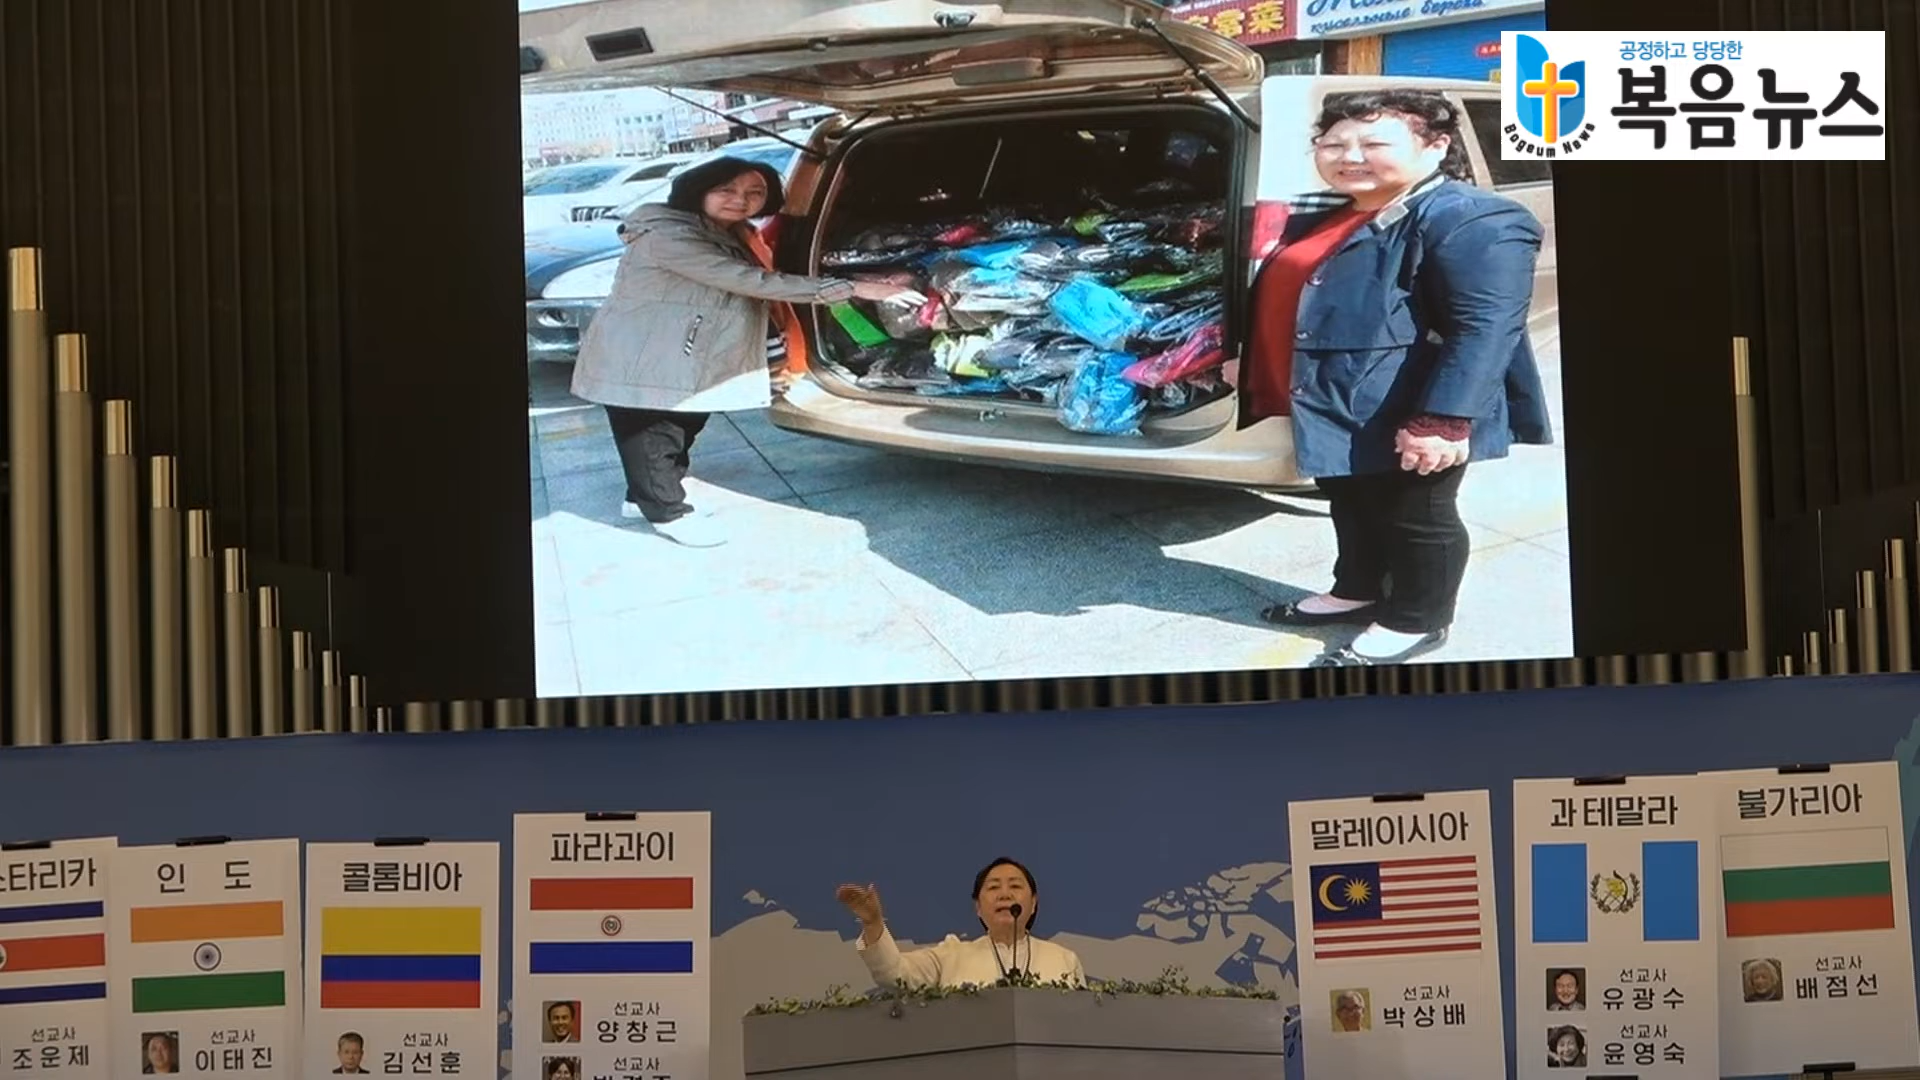 家常菜
공정하고 당당한
복음뉴스
Bogeum News
인 도
선교사
이태진
콜롬비아
김선훈
파라과이
선교사
양창근
선교사
말레이시아
선교사
박상배
과테말라
선교사
유광수
선교사
윤영숙
불가리아
선교사
배점선
스타리카
선교사
조운제